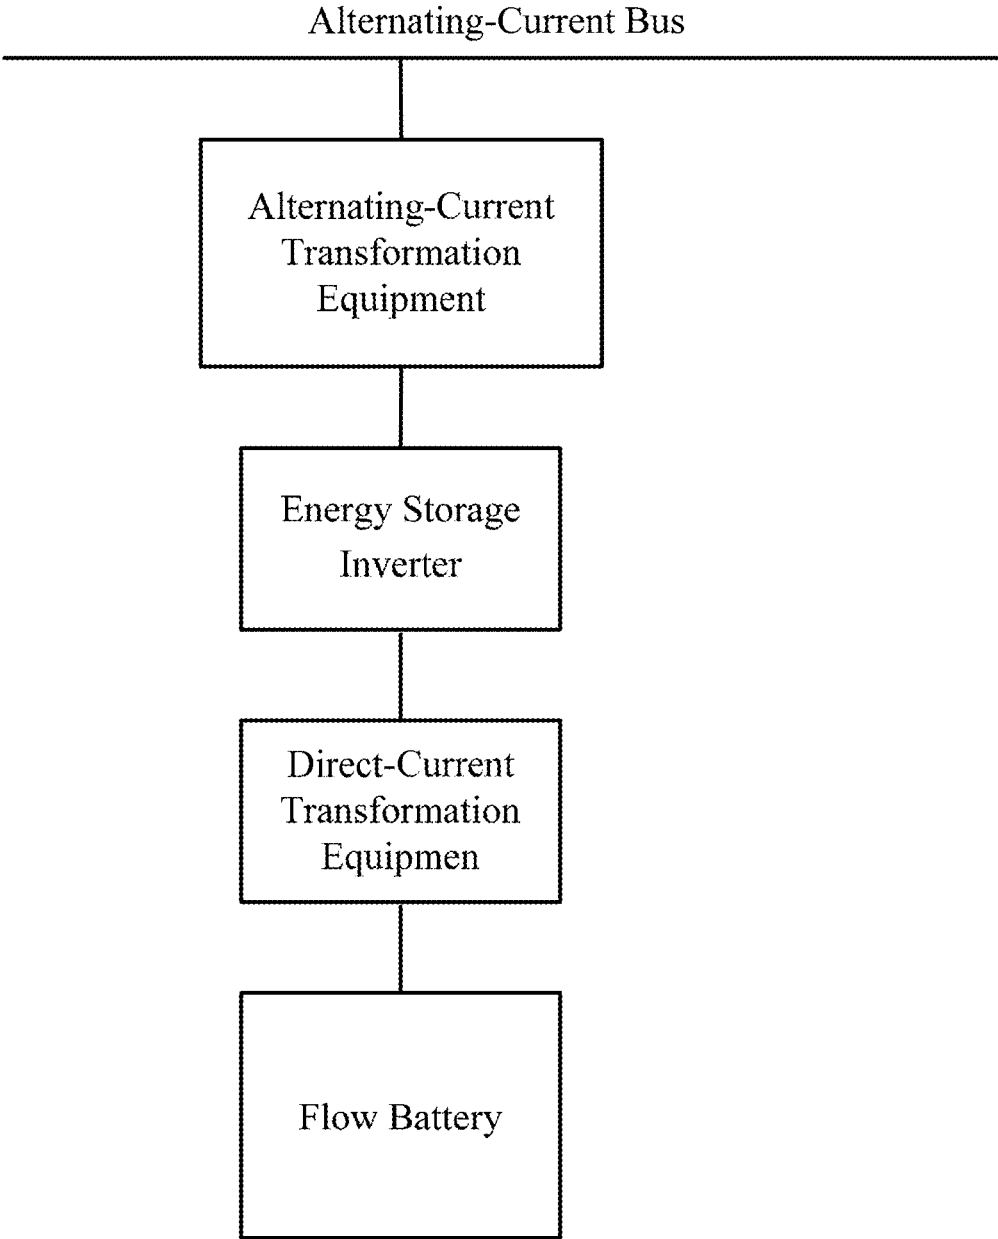 Alternating-Current Bus
Alternating-Current
Transformation
Equipment
Energy Storage
Inverter
Direct-Current
Transformation
Equipmen
Flow Battery